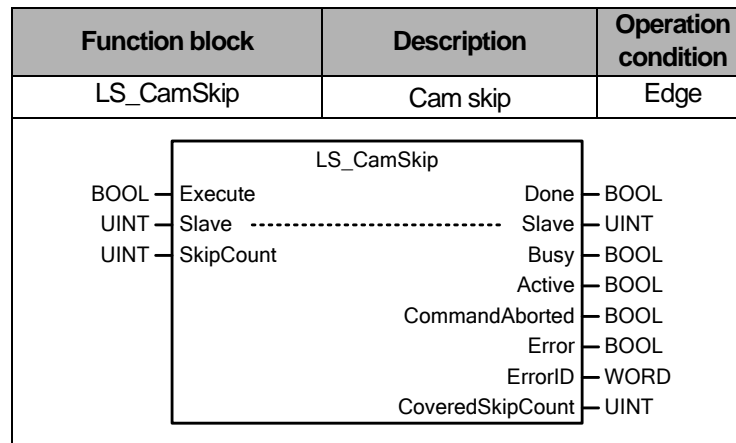 Function block Description Operation condition
LS_CamSkip Cam skip Edge
LS_CamSkip
BOOL Execute Done BOOL
UINT Slave Slave UINT
UINT SkipCount Busy BOOL
Active BOOL
CommandAborted BOOL
Error BOOL
ErrorID WORD
CoveredSkipCount UINT